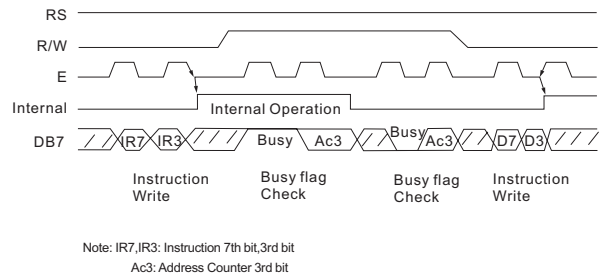 RS
R/W
E
Internal
Internal Operation
DB7
IR7 IR3 Busy Ac3 Busy Ac3 D7 D3
Instruction Write
Busy flag Check
Busy flag Check
Instruction Write
Note: IR7,IR3: Instruction 7th bit,3rd bit
Ac3: Address Counter 3rd bit